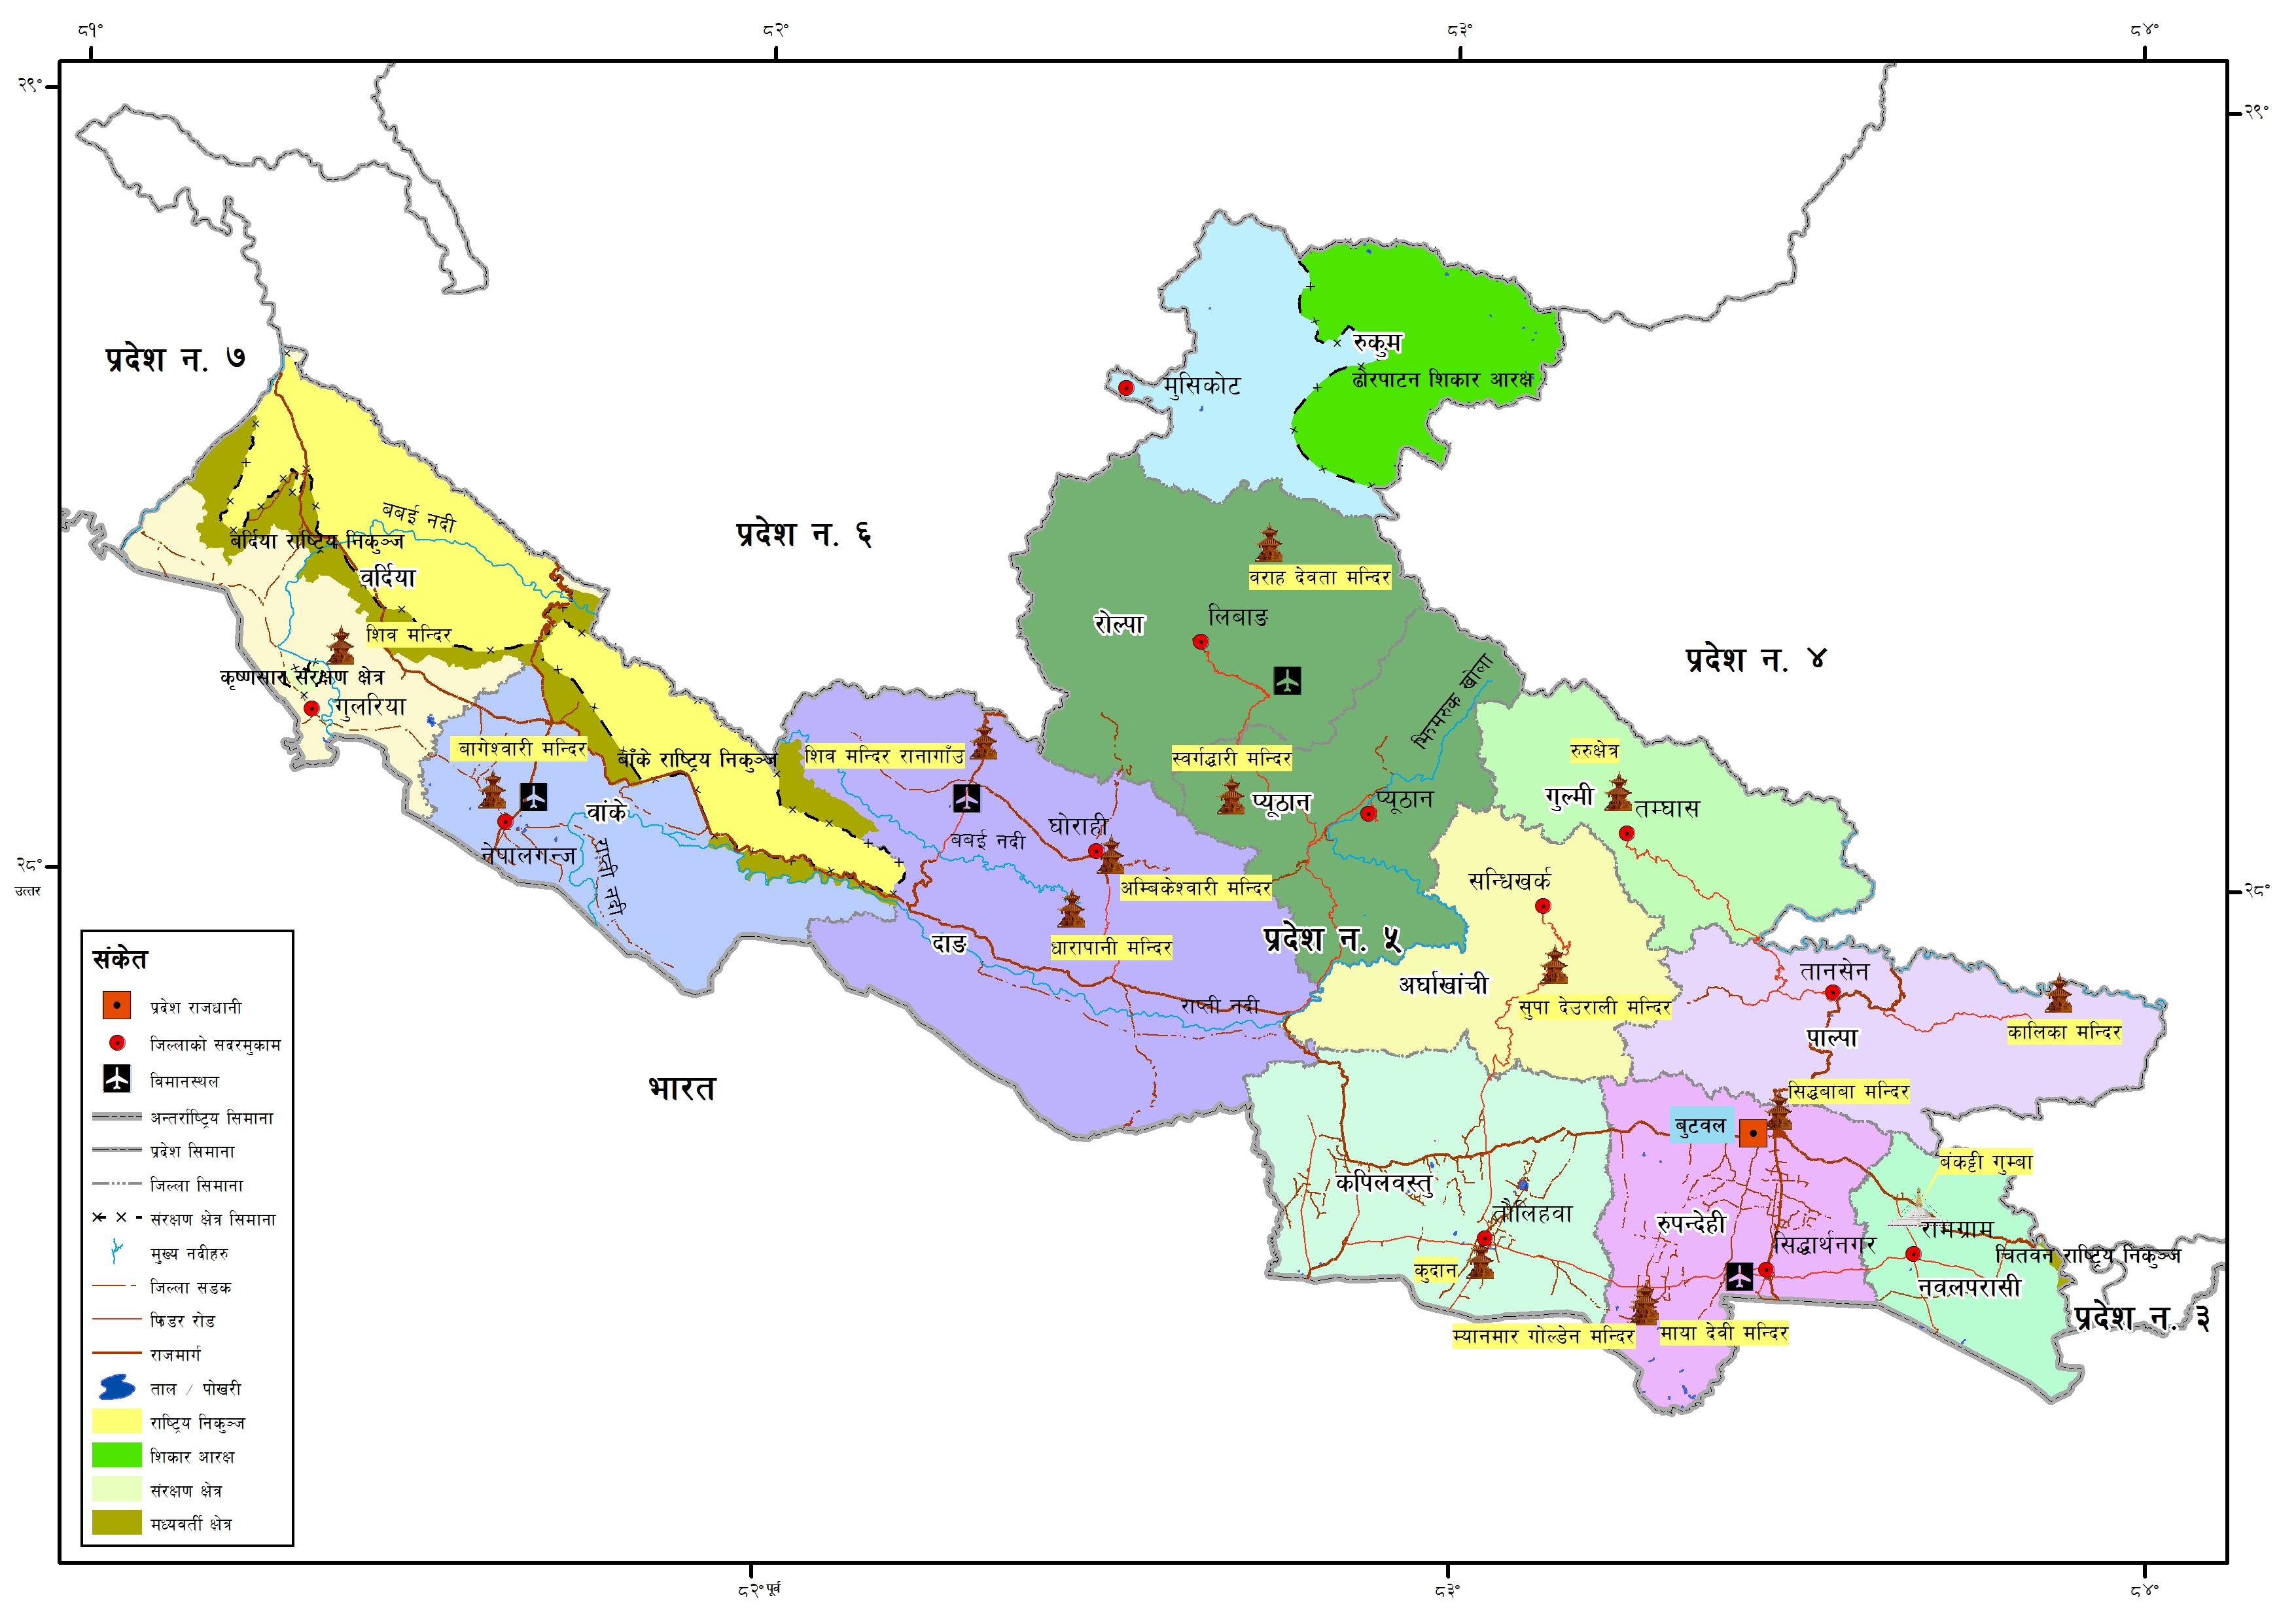 ८१°
८२°
८३°
८४°
२९°
२९°
प्रदेश न. ७
रुकुम
मुसिकोट
ढोरपाटन शिकार आरक्ष
बबई नदी
प्रदेश न. ६
बर्दिया राष्ट्रिय निकुञ्ज
वर्दिया
वराह देवता मन्दिर
लिबाङ
रोल्पा
शिव मन्दिर
प्रदेश न. ४
कृष्णसार संरक्षण क्षेत्र
गुलरिया
भिmरुक खोला
बागेश्वारी मन्दिर
बाँके राष्ट्रिय निकुञ्ज
शिव मन्दिर रानागाँउ
स्वर्गद्वारी मन्दिर
रुरुक्षेत्र
वांके
प्यूठान
प्यूठान
गुल्मी
तम्घास
घोराही
बबई नदी
नेपालगन्ज
राप्ती नदी
२८°
उत्तर
अम्बिकेश्वारी मन्दिर
सन्धिखर्क
२८°
दाङ
धारापानी मन्दिर
प्रदेश न. ५
अर्घाखांची
तानसेन
राप्ती नदी
सुपा देउराली मन्दिर
कालिका मन्दिर
पाल्पा
भारत
सिद्धबाबा मन्दिर
बुटवल
बंकट्टी गुम्बा
कपिलवस्तु
तौलिहवा
रुपन्देही
सिद्धार्थनगर
रामग्राम
चितवन राष्ट्रिय निकुञ्ज
कुदान
नवलपरासी
प्रदेश न. ३
म्यानमार गोल्डेन मन्दिर
माया देवी मन्दिर
संकेत
प्रदेश राजधानी
जिल्लाको सदरमुकाम
विमानस्थल
अन्तर्राष्ट्रिय सिमाना
प्रदेश सिमाना
जिल्ला सिमाना
संरक्षण क्षेत्र सिमाना
मुख्य नदीहरु
जिल्ला सडक
फिडर रोड
राजमार्ग
ताल / पोखरी
राष्ट्रिय निकुञ्ज
शिकार आरक्ष
संरक्षण क्षेत्र
मध्यवर्ती क्षेत्र
८२° पूर्व
८३°
८४°